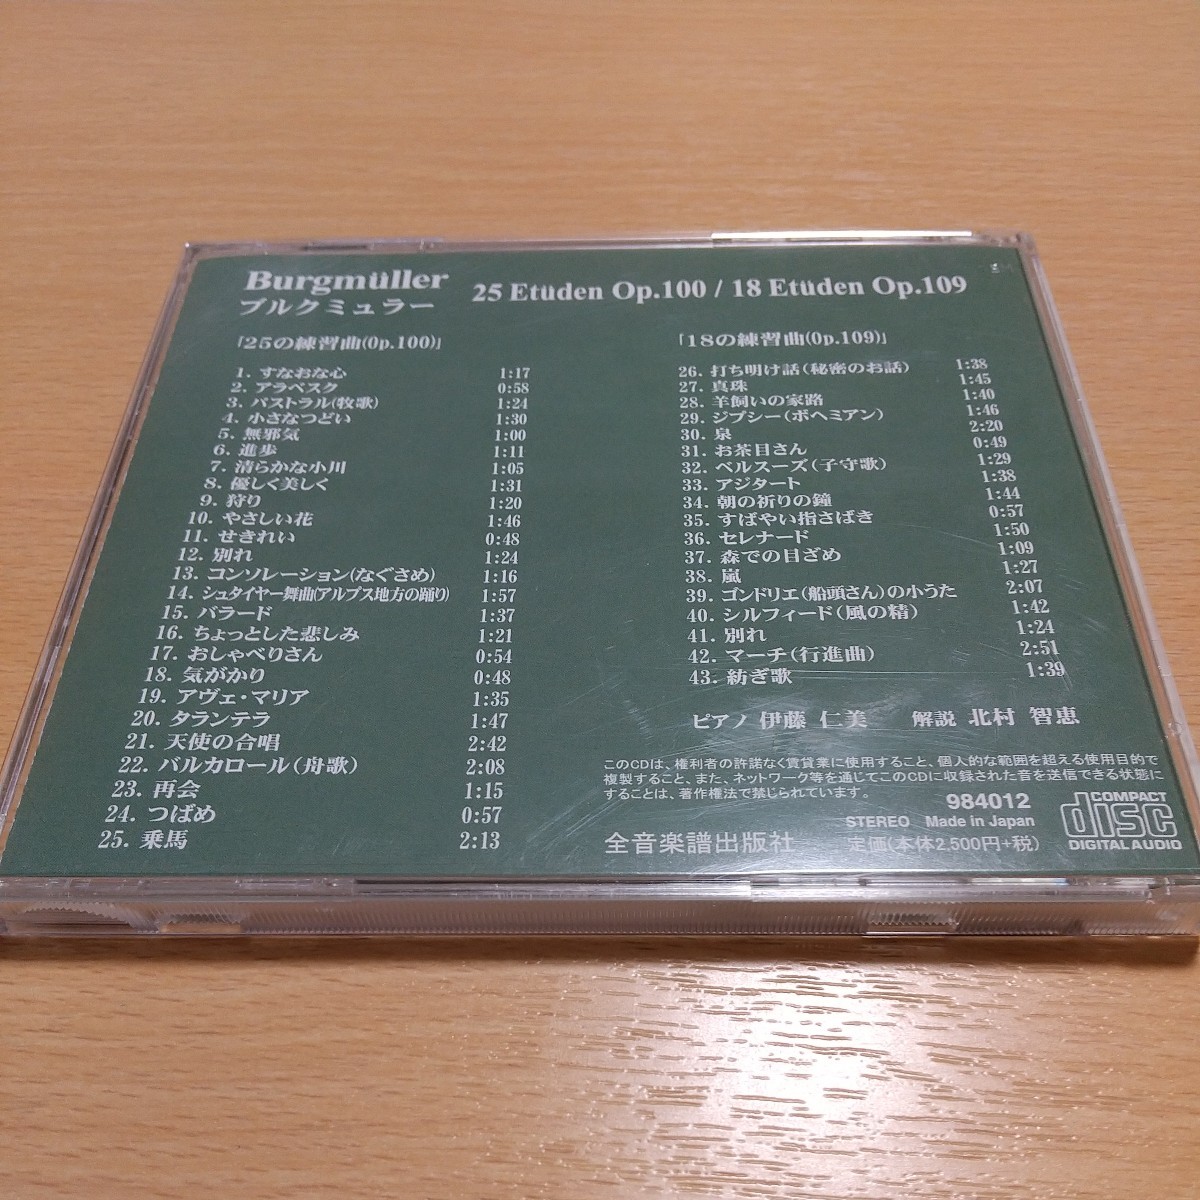 Burgmüller
ブルクミュラー
25 Etüden Op.100 / 18 Etüden Op.109
「25の練習曲(Op.100)」
1. すなおな心 1:17
2. アラベスク 0:58
3. パストラル(牧歌) 1:24
4. 小さなつどい 1:30
5. 無邪気 1:00
6. 進歩 1:11
7. 清らかな小川 1:05
8. 優しく美しく 1:31
9. 狩り 1:20
10. やさしい花 1:46
11. せきれい 0:48
12. 別れ 1:24
13. コンソレーション(なぐさめ) 1:16
14. シュタイヤー舞曲(アルプス地方の踊り) 1:57
15. バラード 1:37
16. ちょっとした悲しみ 1:21
17. おしゃべりさん 0:54
18. 気がかり 0:48
19. アヴェ・マリア 1:35
20. タランテラ 1:47
21. 天使の合唱 2:42
22. バルカロール(舟歌) 2:08
23. 再会 1:15
24. つばめ 0:57
25. 乗馬 2:13
「18の練習曲(Op.109)」
26. 打ち明け話(秘密のお話) 1:38
27. 真珠 1:45
28. 羊飼いの家路 1:40
29. ジプシー(ボヘミアン) 1:46
30. 泉 2:20
31. お茶目さん 0:49
32. ベルスーズ(子守歌) 1:29
33. アジタート 1:38
34. 朝の祈りの鐘 1:44
35. すばやい指さばき 0:57
36. セレナード 1:50
37. 森での目ざめ 1:09
38. 嵐 1:27
39. ゴンドリエ(船頭さん)の小うた 2:07
40. シルフィード(風の精) 1:42
41. 別れ 1:24
42. マーチ(行進曲) 2:51
43. 紡ぎ歌 1:39
ピアノ 伊藤 仁美 解説 北村 智恵
このCDは、権利者の許諾なく賃貸業に使用すること、個人的な範囲を超える使用目的で
複製すること、また、ネットワーク等を通じてこのCDに収録された音を送信できる状態に
することは、著作権法で禁じられています。
984012
STEREO Made in Japan
全音楽譜出版社 定価(本体2,500円+税)
COMPACT
disc
DIGITAL AUDIO